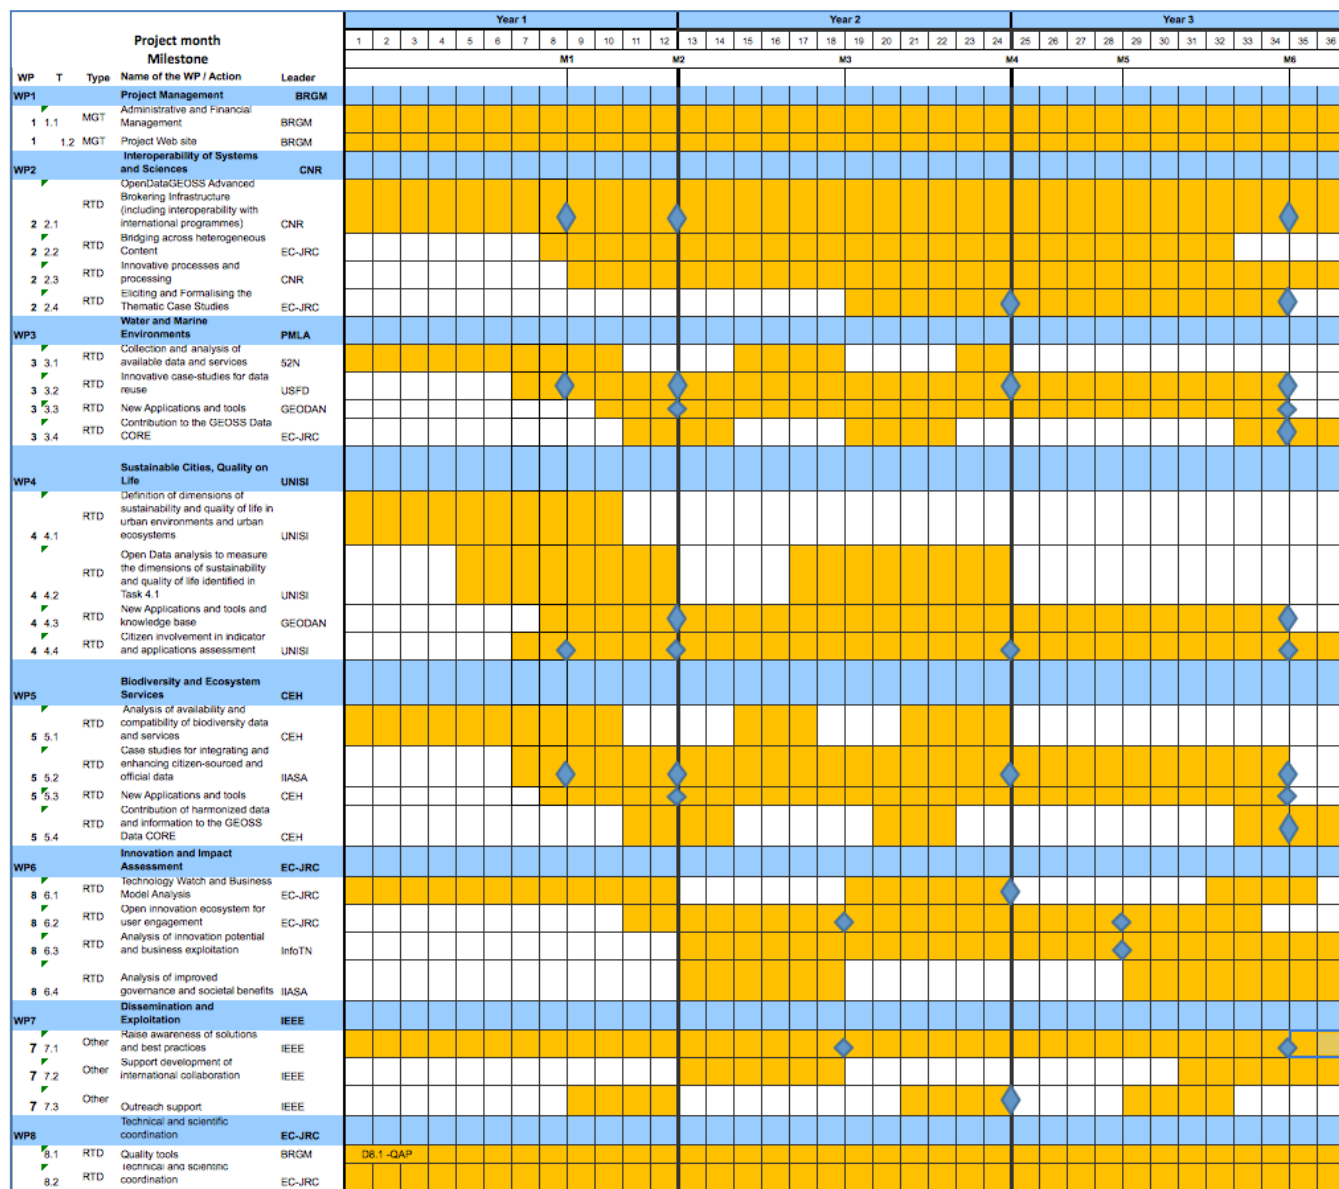 Year 1 Year 2 Year 3
Project month 1 2 3 4 5 6 7 8 9 10 11 12 13 14 15 16 17 18 19 20 21 22 23 24 25 26 27 28 29 30 31 32 33 34 35 36
Milestone M1 M2 M3 M4 M5 M6
WP T Type Name of the WP / Action Leader
WP1 Project Management BRGM
Administrative and Financial
1 1.1 MGT Management BRGM
1 1.2 MGT Project Web site BRGM
Interoperability of Systems
WP2 and Sciences CNR
OpenDataGEOSS Advanced
RTD Brokering Infrastructure
(including interoperability with
2 2.1 international programmes) CNR
Bridging across heterogeneous
2 2.2 RTD Content EC-JRC
Innovative processes and
2 2.3 RTD processing CNR
Eliciting and Formalising the
2 2.4 RTD Thematic Case Studies EC-JRC
Water and Marine
WP3 Environments PMLA
Collection and analysis of
3 3.1 RTD available data and services 52N
Innovative case-studies for data
3 3.2 RTD reuse USFD
3 3.3 RTD New Applications and tools GEODAN
Contribution to the GEOSS Data
3 3.4 RTD CORE EC-JRC
Sustainable Cities, Quality on
WP4 Life UNISI
Definition of dimensions of
RTD sustainability and quality of life in
urban environments and urban
4 4.1 ecosystems UNISI
Open Data analysis to measure
the dimensions of sustainability
RTD and quality of life identified in
4 4.2 Task 4.1 UNISI
New Applications and tools and
4 4.3 RTD knowledge base GEODAN
Citizen involvement in indicator
4 4.4 RTD and applications assessment UNISI
Biodiversity and Ecosystem
WP5 Services CEH
Analysis of availability and
RTD compatibility of biodiversity data
5 5.1 and services CEH
Case studies for integrating and
RTD enhancing citizen-sourced and
5 5.2 official data IIASA
5 5.3 RTD New Applications and tools CEH
Contribution of harmonized data
RTD and information to the GEOSS
5 5.4 Data CORE CEH
Innovation and Impact
WP6 Assessment EC-JRC
Technology Watch and Business
8 6.1 RTD Model Analysis EC-JRC
Open innovation ecosystem for
8 6.2 RTD user engagement EC-JRC
Analysis of innovation potential
8 6.3 RTD and business exploitation InfoTN
RTD Analysis of improved
8 6.4 governance and societal benefits IIASA
Dissemination and
WP7 Exploitation IEEE
Raise awareness of solutions
7 7.1 Other and best practices IEEE
Support development of
7 7.2 Other international collaboration IEEE
Other
7 7.3 Outreach support IEEE
Technical and scientific
WP8 coordination EC-JRC
8.1 RTD Quality tools BRGM D8.1 -QAP
Technical and scientific
8.2 RTD coordination EC-JRC